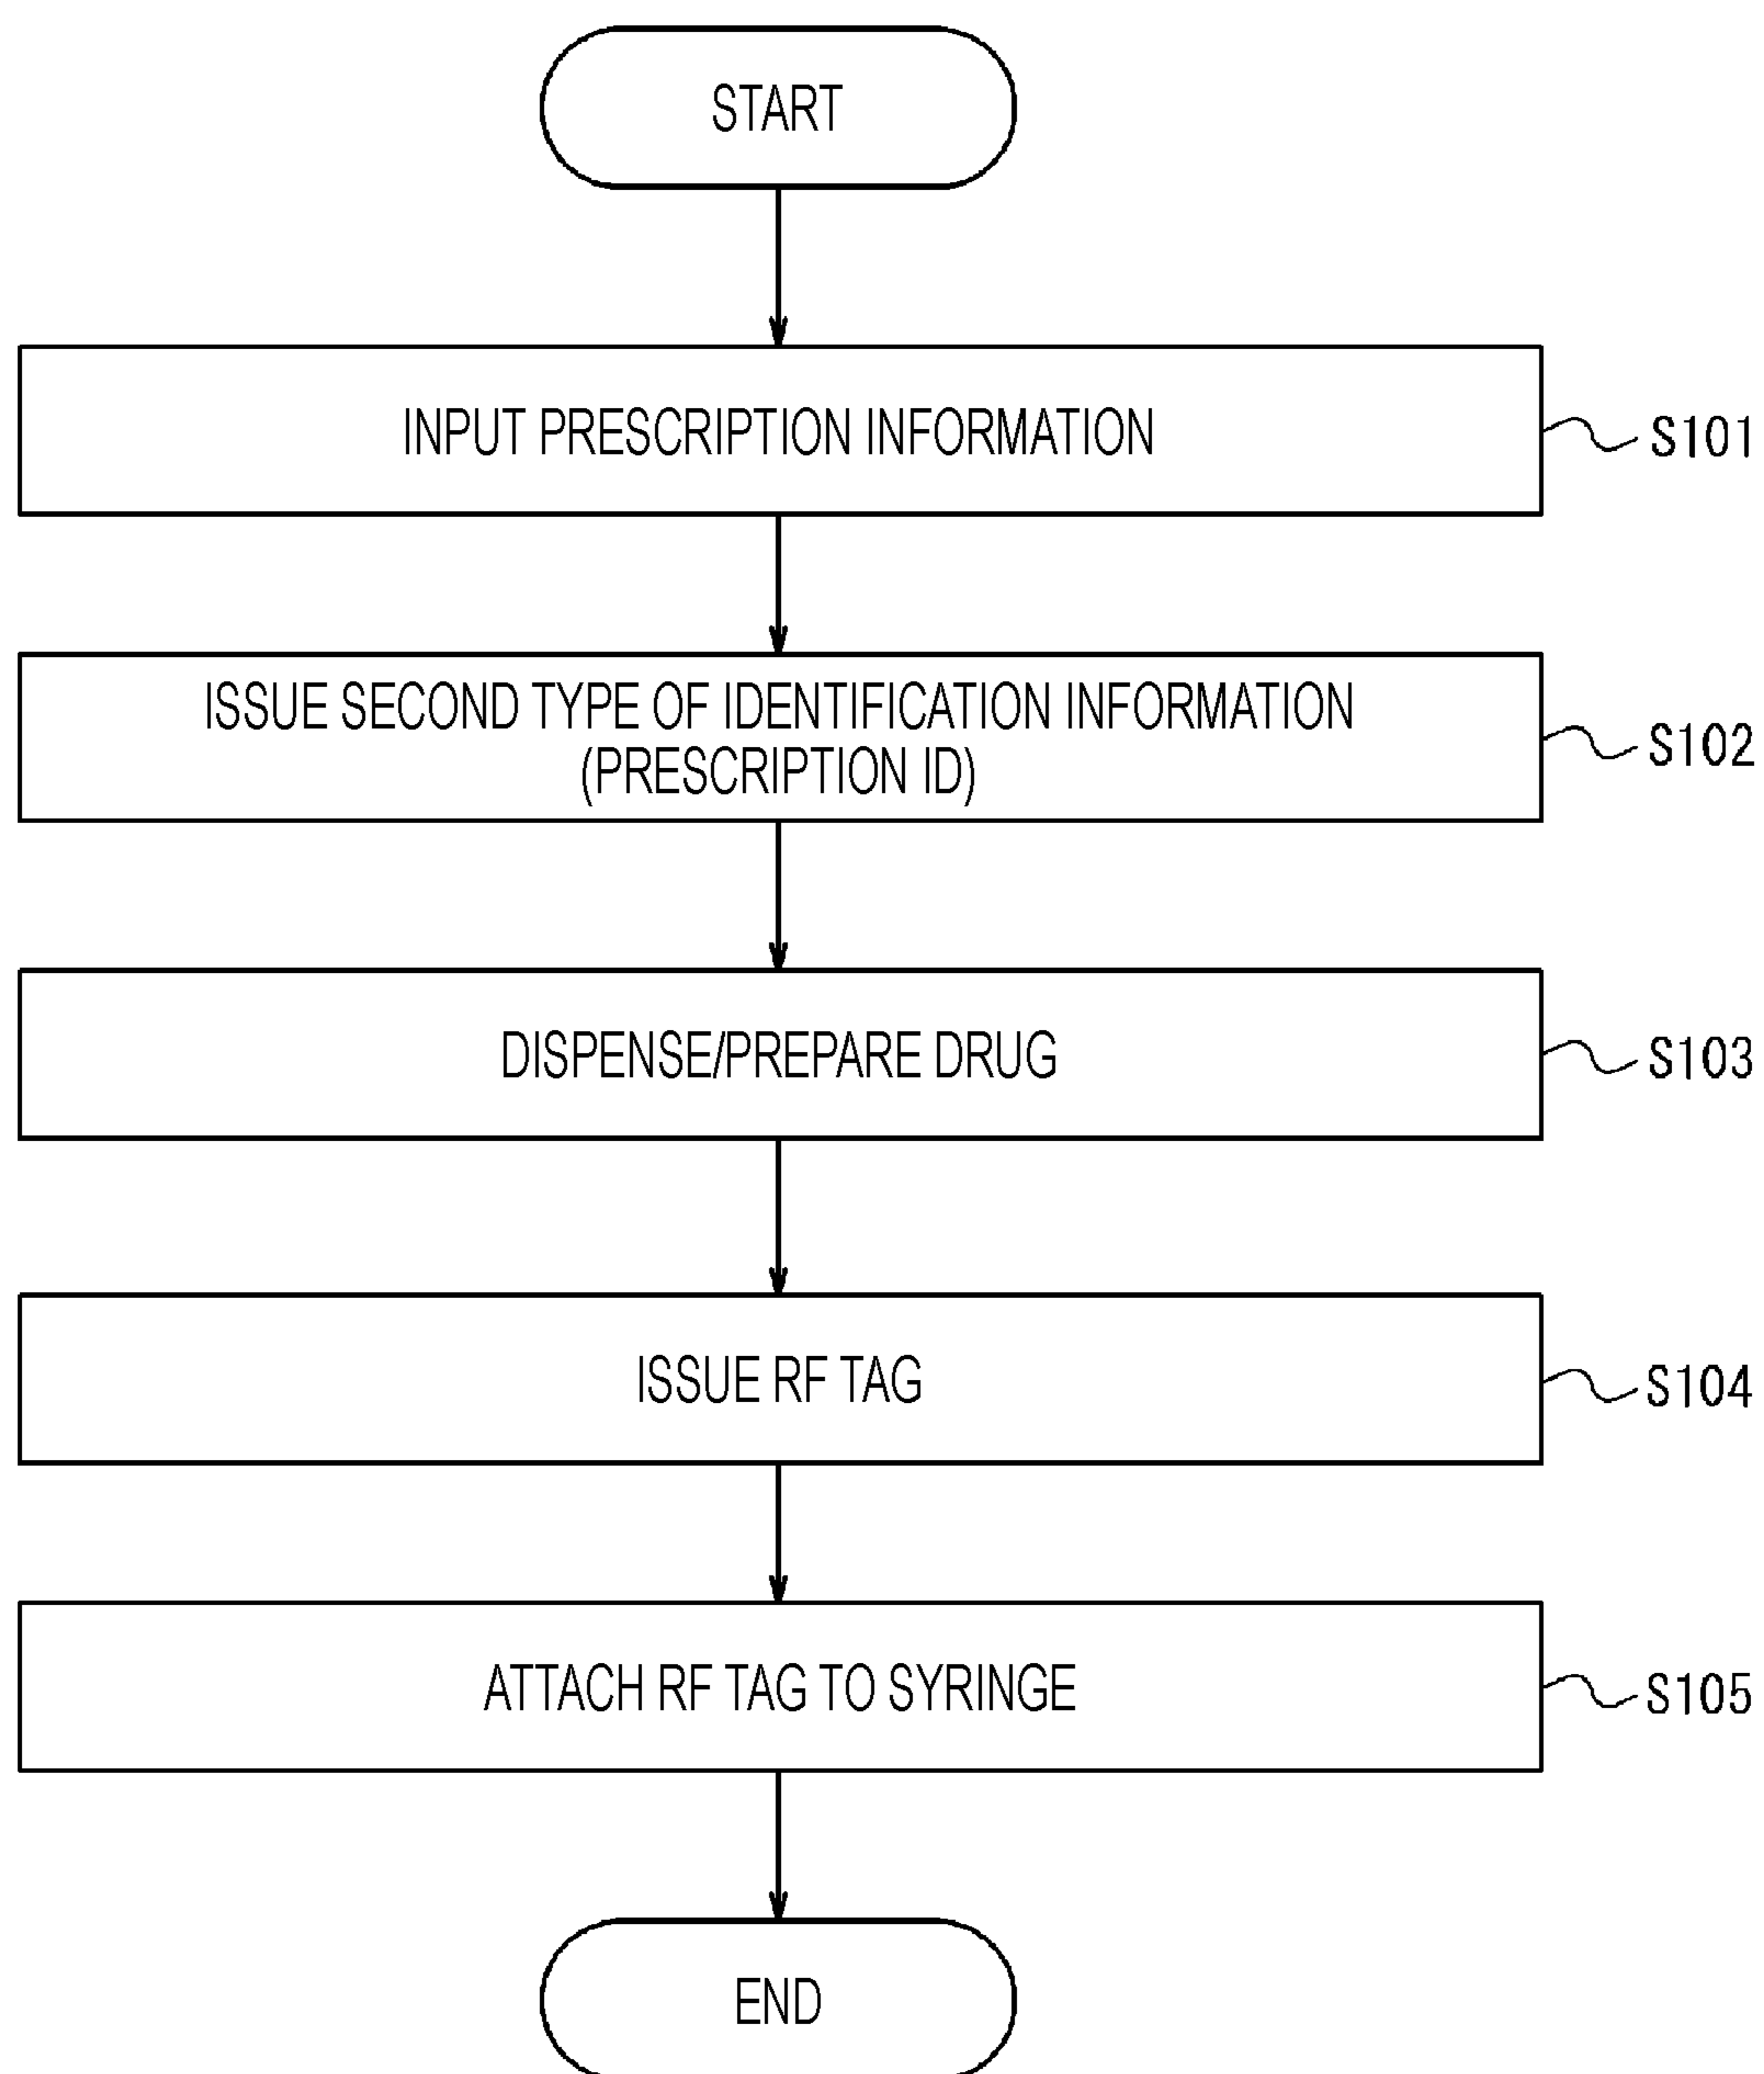 START
INPUT PRESCRIPTION INFORMATION
S101
ISSUE SECOND TYPE OF IDENTIFICATION INFORMATION
(PRESCRIPTION ID)
S102
DISPENSE/PREPARE DRUG
S103
ISSUE RF TAG
S104
ATTACH RF TAG TO SYRINGE
S105
END